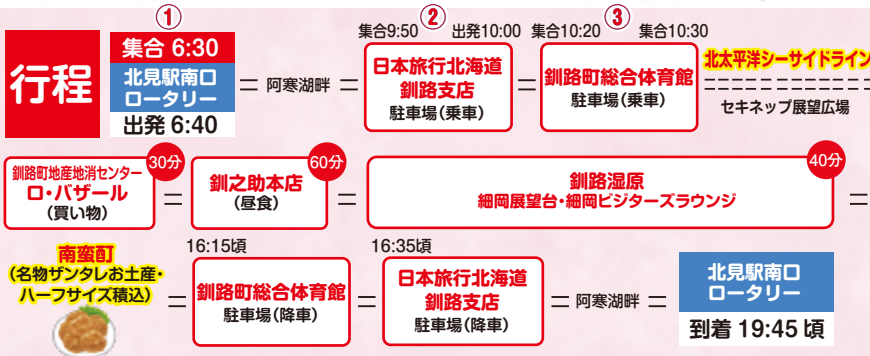 行程
①
集合 6:30
北見駅南口
ロータリー
出発 6:40
阿寒湖畔
集合9:50 ② 出発10:00
日本旅行北海道
釧路支店
駐車場(乗車)
集合10:20 ③ 集合10:30
釧路町総合体育館
駐車場(乗車)
北太平洋シーサイドライン
セキネップ展望広場
釧路町地産地消センター
ロ・バザール
(買い物)
30分
釧之助本店
(昼食)
60分
釧路湿原
細岡展望台・細岡ビジターズラウンジ
40分
南蛮酊
(名物ザンタレお土産・
ハーフサイズ積込)
16:15頃
釧路町総合体育館
駐車場(降車)
16:35頃
日本旅行北海道
釧路支店
駐車場(降車)
阿寒湖畔
北見駅南口
ロータリー
到着 19:45 頃